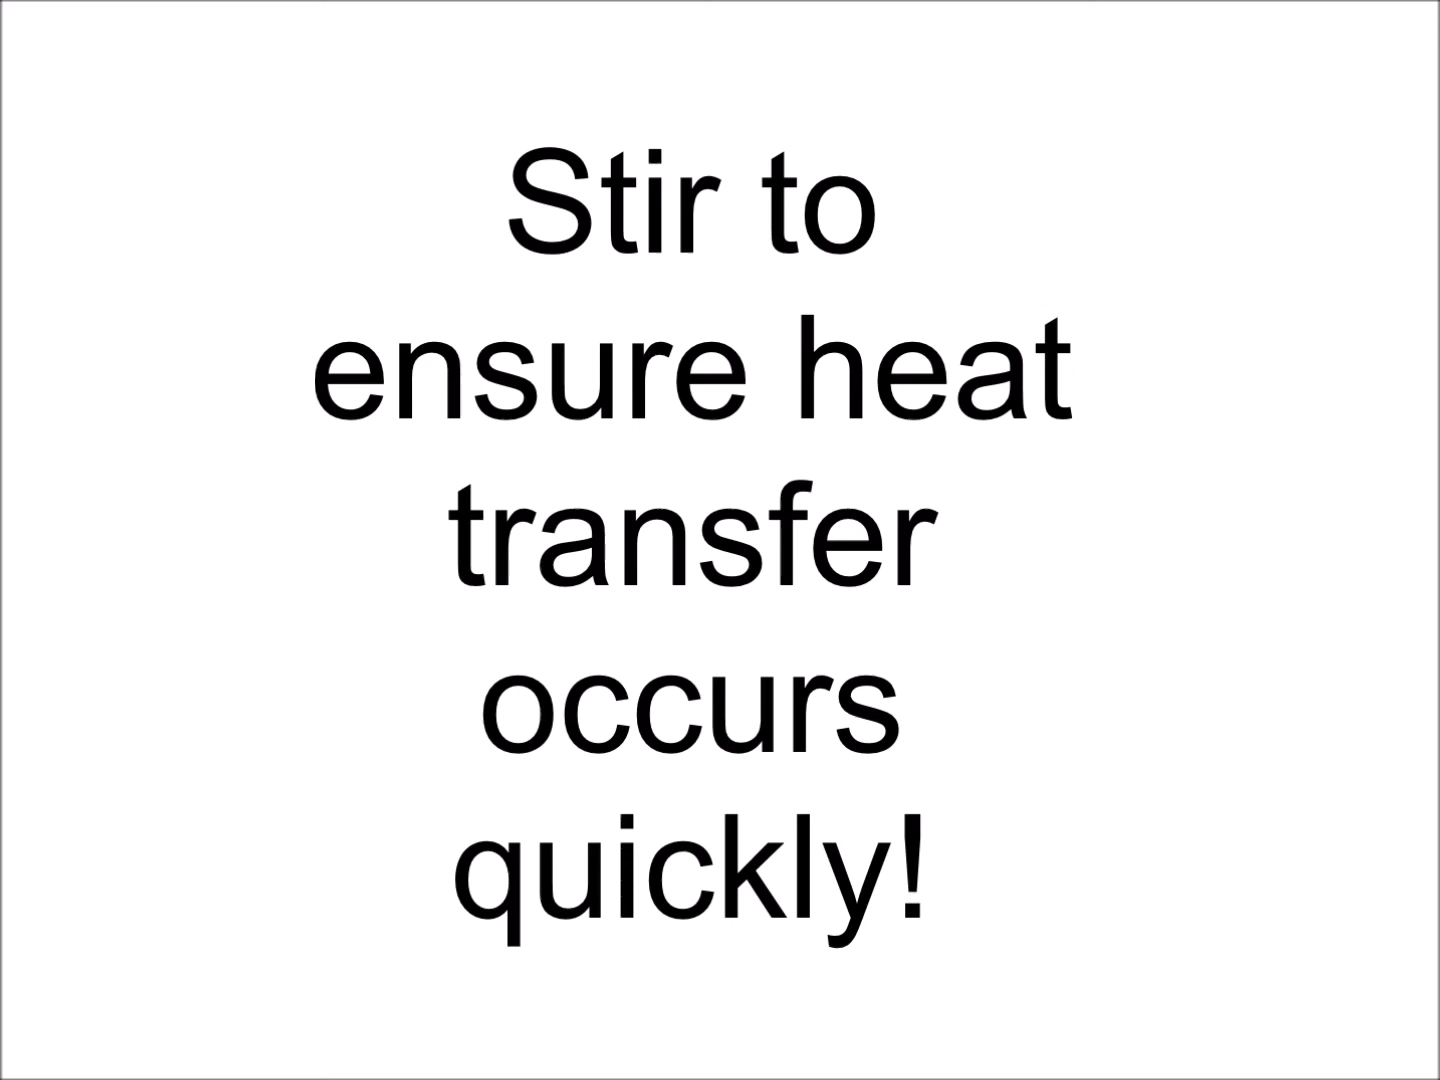 Stir to
ensure heat
transfer
occurs
quickly!